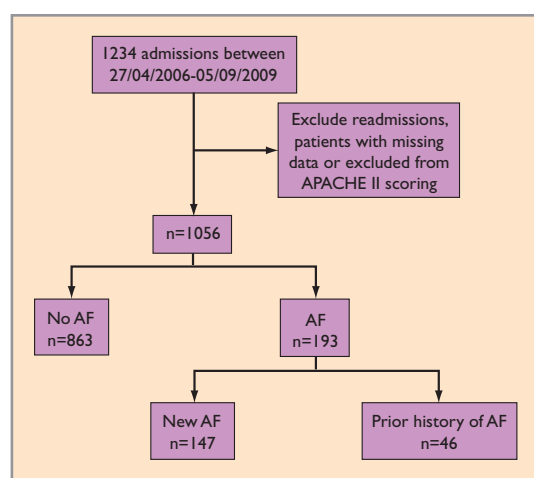 1234 admissions between
27/04/2006-05/09/2009
Exclude readmissions,
patients with missing
data or excluded from
APACHE II scoring
n=1056
No AF
n=863
AF
n=193
New AF
n=147
Prior history of AF
n=46